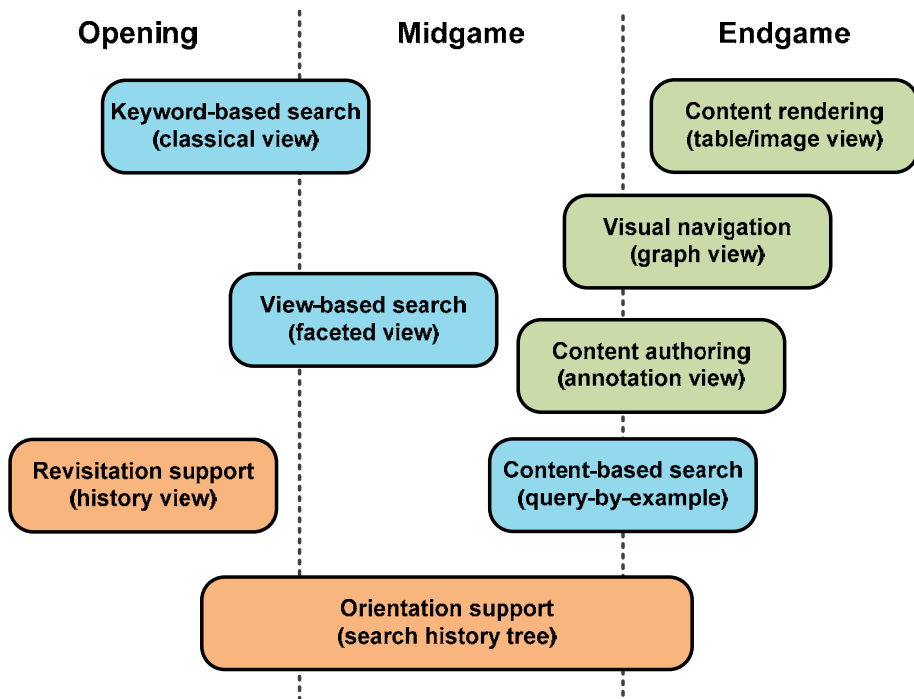 Opening
Midgame
Endgame
Keyword-based search
(classical view)
Content rendering
(table/image view)
Visual navigation
(graph view)
View-based search
(faceted view)
Content authoring
(annotation view)
Revisitation support
(history view)
Content-based search
(query-by-example)
Orientation support
(search history tree)